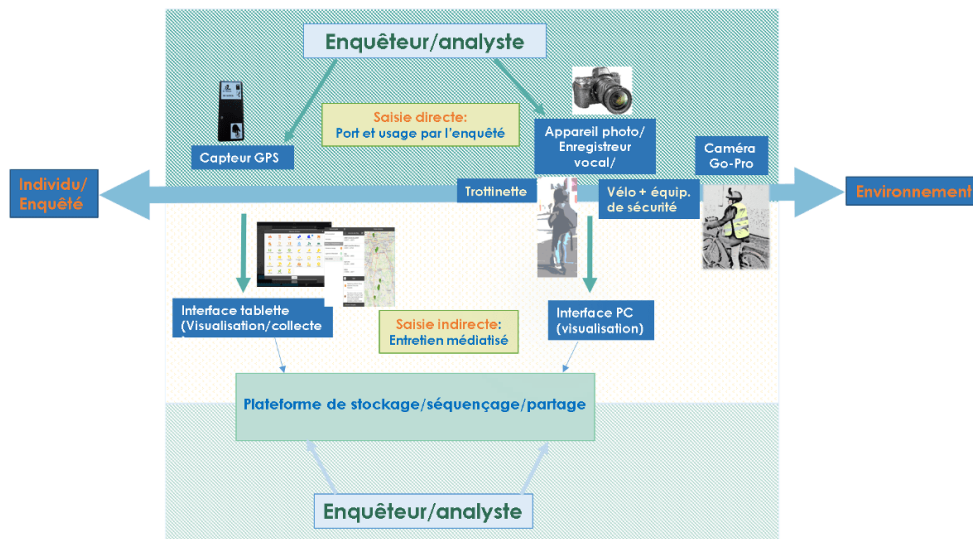 Enquêteur/analyste
Saisie directe:
Port et usage par l'enquêté
Appareil photo/
Enregistreur
vocal/
Caméra
Go-Pro
Capteur GPS
Individu/
Enquêté
Trottinette
Vélo + équip.
de sécurité
Environnement
Interface tablette
(Visualisation/collecte
Saisie indirecte:
Entretien médiatisé
Interface PC
(visualisation)
Plateforme de stockage/séquençage/partage
Enquêteur/analyste